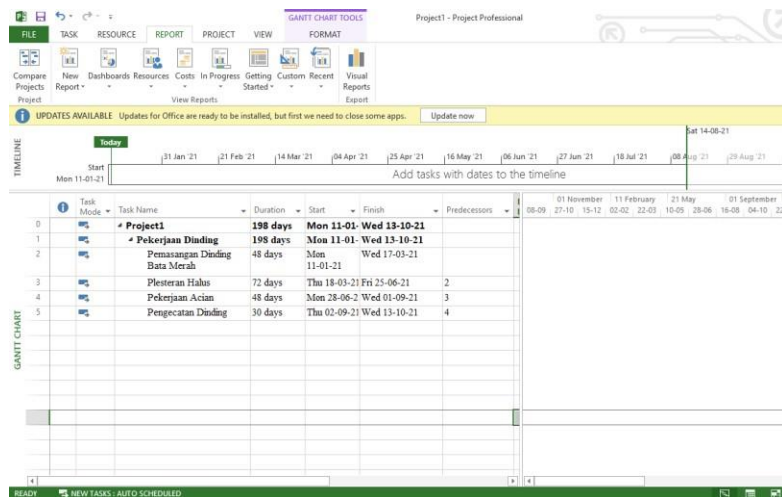 GANTT CHART TOOLS
Project1 - Project Professional
FILE TASK RESOURCE REPORT PROJECT VIEW FORMAT
Compare Projects
New Report
Dashboards
Resources
Costs
In Progress
Getting Started
Custom
Recent
Visual Reports
Project
View Reports
Export
UPDATES AVAILABLE Updates for Office are ready to be installed, but first we need to close some apps. Update now
Sat 14-08-21
Today
TIMELINE
31 Jan '21 21 Feb '21 14 Mar '21 04 Apr '21 25 Apr '21 16 May '21 06 Jun '21 27 Jun '21 18 Jul '21 08 Aug '21 29 Aug '21
Start
Mon 11-01-21
Add tasks with dates to the timeline
Task Mode Task Name Duration Start Finish Predecessors
01 November 11 February 21 May 01 September
08-09 27-10 15-12 02-02 22-03 10-05 28-06 16-08 04-10
0 Project1 198 days Mon 11-01- Wed 13-10-21
1 Pekerjaan Dinding 198 days Mon 11-01- Wed 13-10-21
2 Pemasangan Dinding 48 days Mon Wed 17-03-21
Bata Merah 11-01-21
3 Plesteran Halus 72 days Thu 18-03-21 Fri 25-06-21 2
4 Pekerjaan Acian 48 days Mon 28-06-2 Wed 01-09-21 3
5 Pengecatan Dinding 30 days Thu 02-09-21 Wed 13-10-21 4
GANTT CHART
READY NEW TASKS : AUTO SCHEDULED